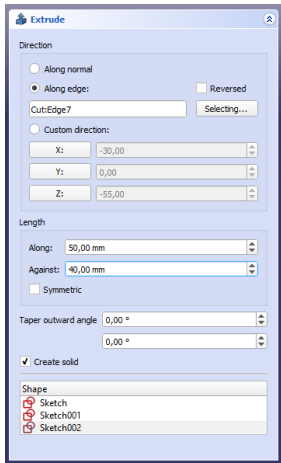 Extrude
Direction
Along normal
Along edge: Reversed
Cut:Edge7 Selecting...
Custom direction:
X: -30,00
Y: 0,00
Z: -55,00
Length
Along: 50,00 mm
Against: 40,00 mm
Symmetric
Taper outward angle 0,00 °
0,00 °
Create solid
Shape
Sketch
Sketch001
Sketch002